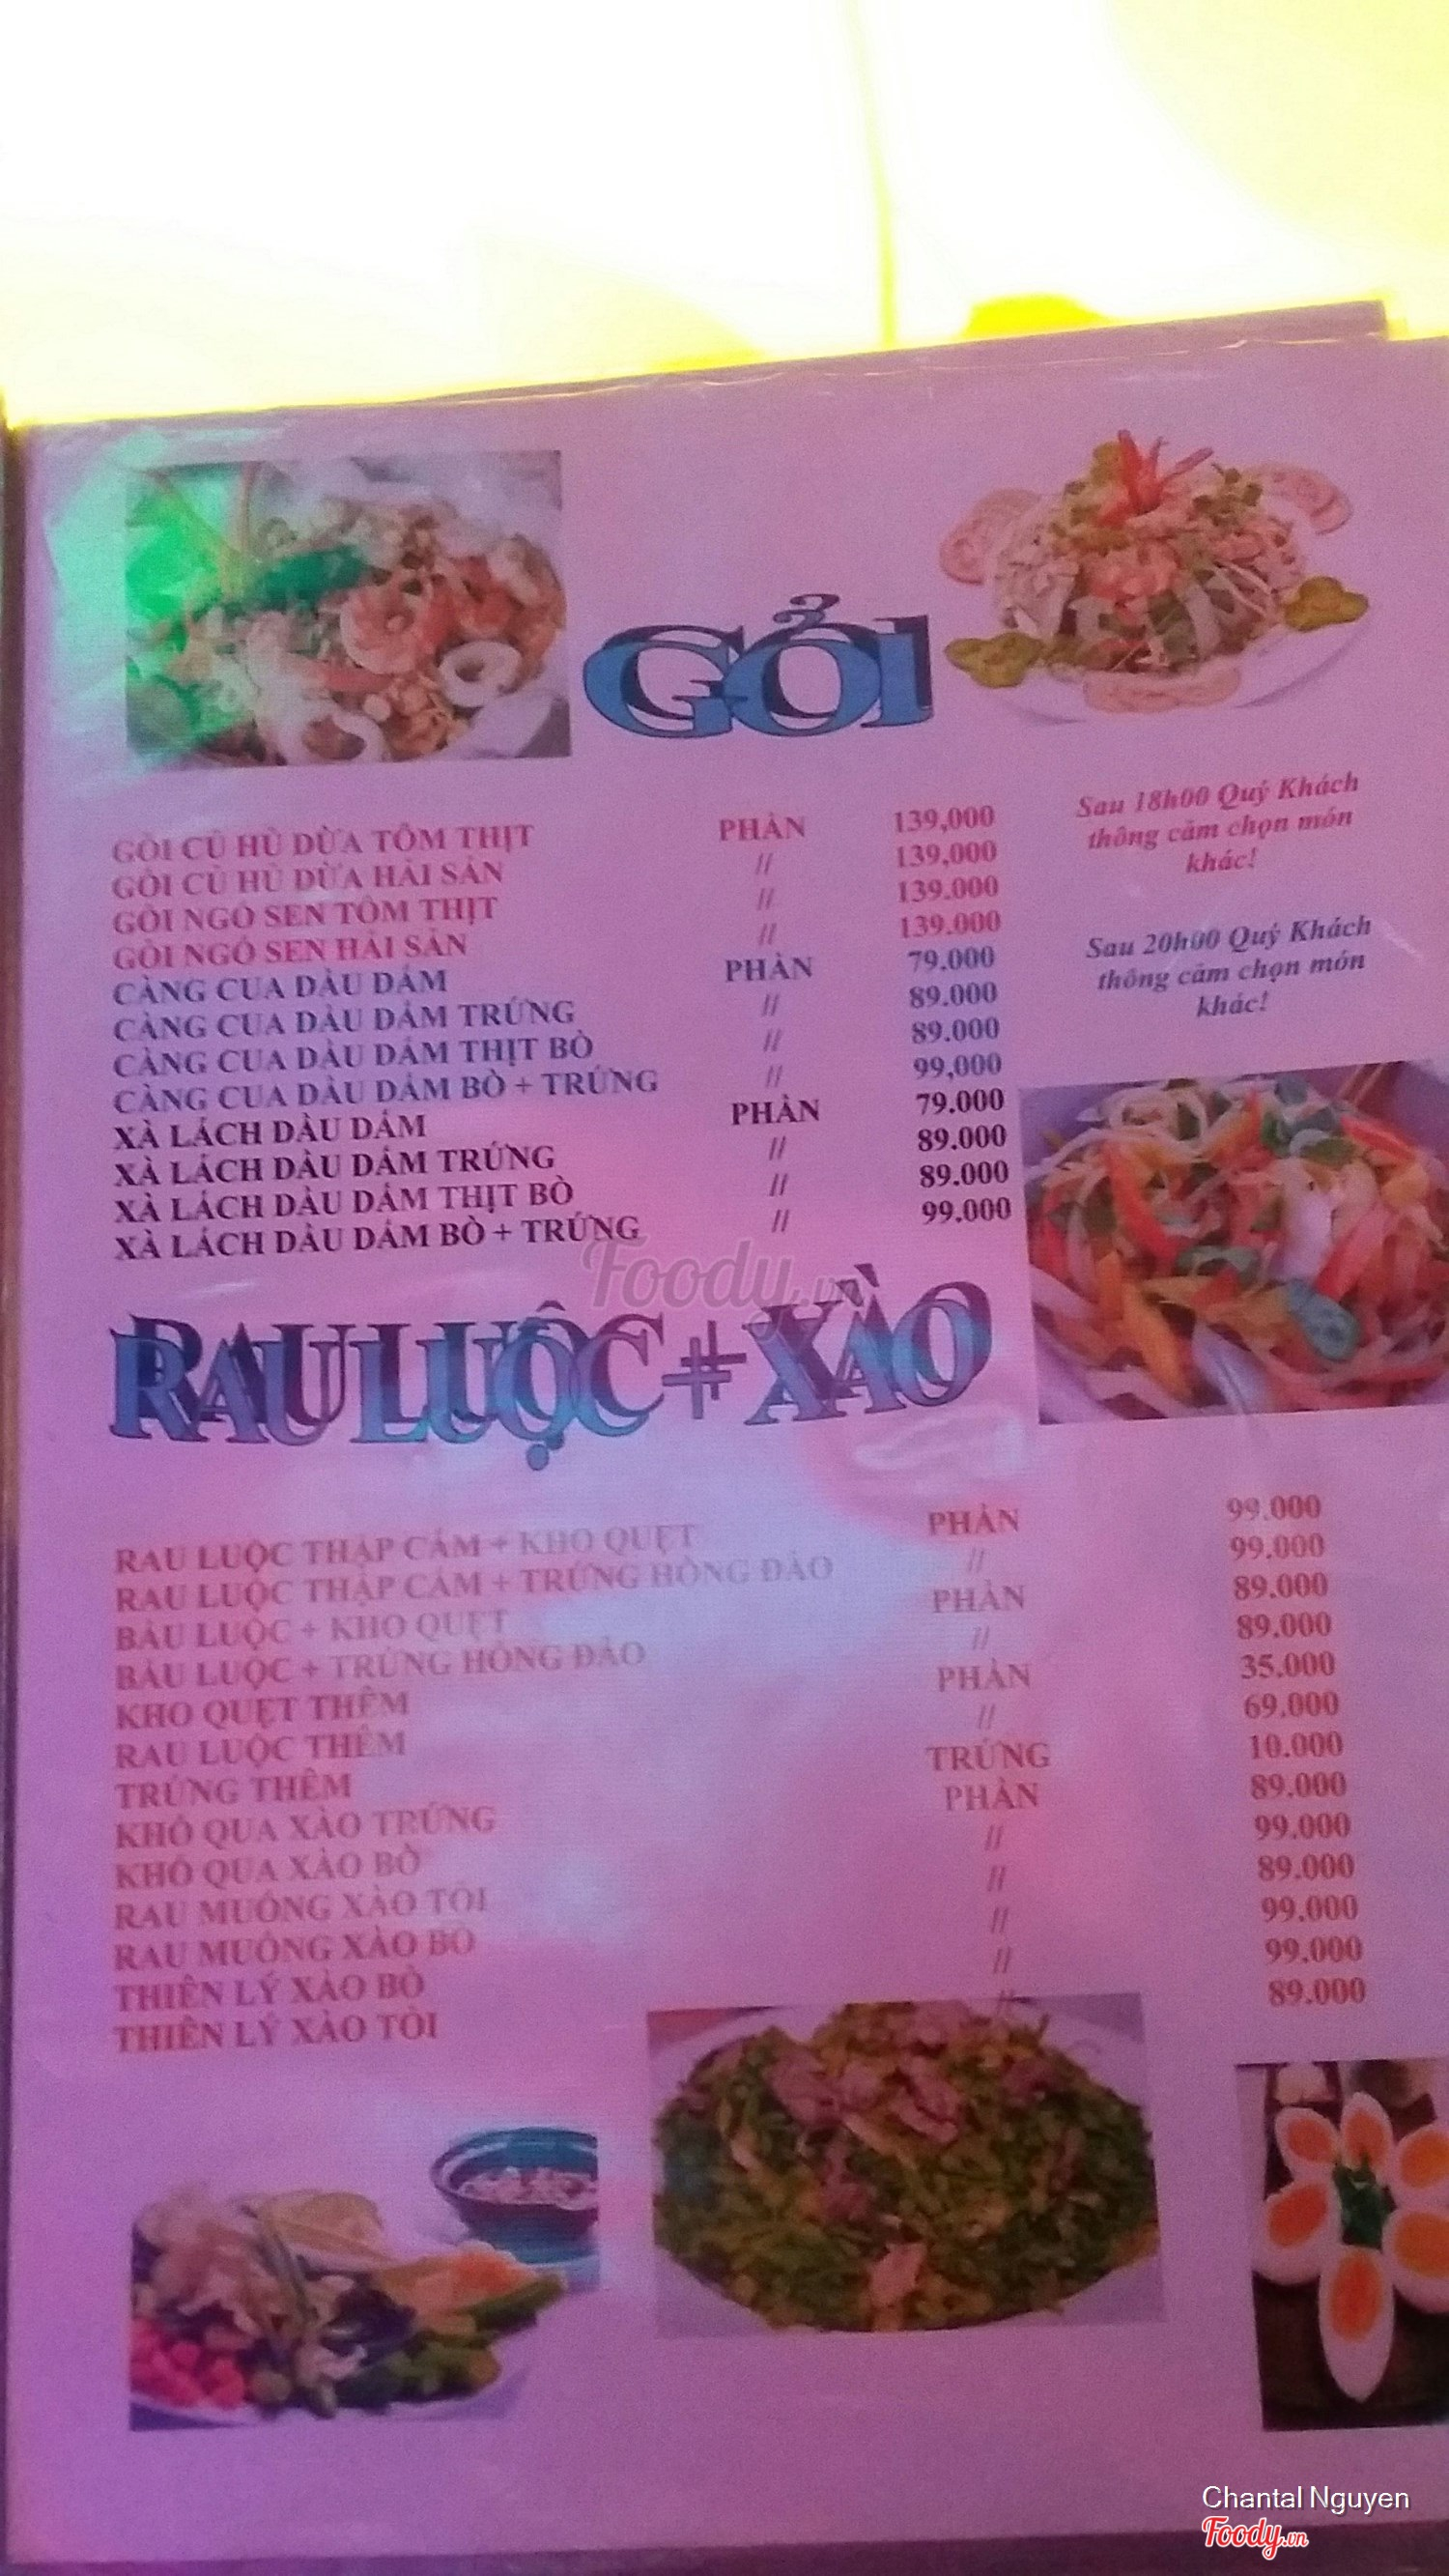 GỎI
GỎI CỦ HŨ DỪA TÔM THỊT PHẦN 139,000
GỎI CỦ HŨ DỪA HẢI SẢN // 139,000
GỎI NGÓ SEN TÔM THỊT // 139.000
GỎI NGÓ SEN HẢI SẢN // 139.000
CÀNG CUA DẦU DẤM PHẦN 79.000
CÀNG CUA DẦU DẤM TRỨNG // 89.000
CÀNG CUA DẦU DẤM THỊT BÒ // 89.000
CÀNG CUA DẦU DẤM BÒ + TRỨNG // 99,000
XÀ LÁCH DẦU DẤM PHẦN 79.000
XÀ LÁCH DẦU DẤM TRỨNG // 89.000
XÀ LÁCH DẦU DẤM THỊT BÒ // 89.000
XÀ LÁCH DẦU DẤM BÒ + TRỨNG // 99.000
Sau 18h00 Quý Khách
thông cảm chọn món
khác!
Sau 20h00 Quý Khách
thông cảm chọn món
khác!
Foody.vn
RAU LUỘC + XÀO
RAU LUỘC THẬP CẨM + KHO QUẸT PHẦN 99.000
RAU LUỘC THẬP CẨM + TRỨNG HỒNG ĐÀO // 99.000
BẦU LUỘC + KHO QUẸT PHẦN 89.000
BẦU LUỘC + TRỨNG HỒNG ĐÀO // 89.000
KHO QUẸT THÊM PHẦN 35.000
RAU LUỘC THÊM // 69.000
TRỨNG THÊM TRỨNG 10.000
KHỔ QUA XÀO TRỨNG PHẦN 89.000
KHỔ QUA XÀO BÒ // 99.000
RAU MUỐNG XÀO TỎI // 89.000
RAU MUỐNG XÀO BÒ // 99.000
THIÊN LÝ XÀO BÒ // 99.000
THIÊN LÝ XÀO TỎI // 89.000
Chantal Nguyen
Foody.vn